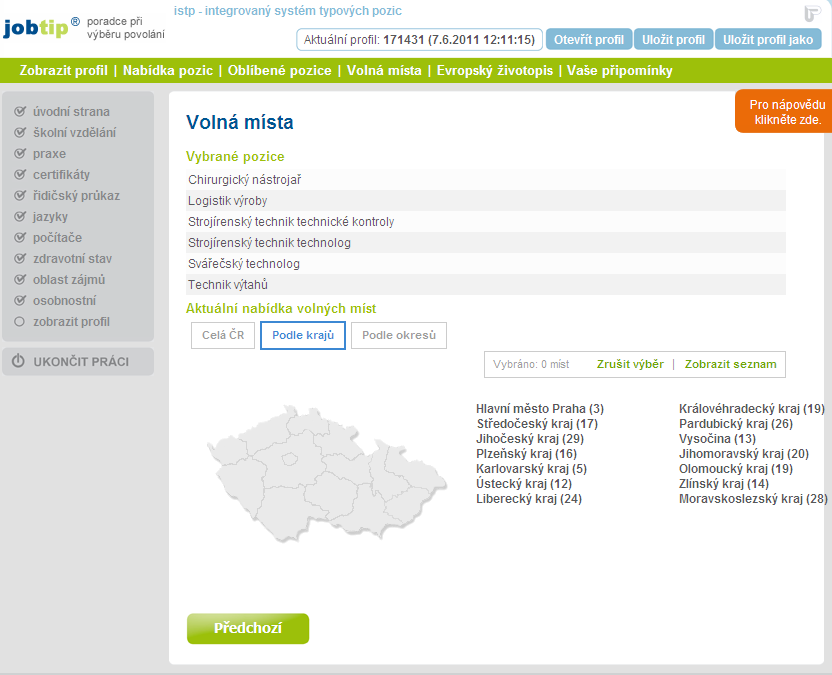 istp - integrovaný systém typových pozic
jobtip® poradce při
výběru povolání
Aktuální profil: 171431 (7.6.2011 12:11:15)
Otevřít profil
Uložit profil
Uložit profil jako
Zobrazit profil | Nabídka pozic | Oblíbené pozice | Volná místa | Evropský životopis | Vaše připomínky
úvodní strana
školní vzdělání
praxe
certifikáty
řidičský průkaz
jazyky
počítače
zdravotní stav
oblast zájmů
osobnostní
zobrazit profil
UKONČIT PRÁCI
Pro nápovědu
klikněte zde.
Volná místa
Vybrané pozice
Chirurgický nástrojař
Logistik výroby
Strojírenský technik technické kontroly
Strojírenský technik technolog
Svářečský technolog
Technik výtahů
Aktuální nabídka volných míst
Celá ČR
Podle krajů
Podle okresů
Vybráno: 0 míst
Zrušit výběr | Zobrazit seznam
Hlavní město Praha (3)
Středočeský kraj (17)
Jihočeský kraj (29)
Plzeňský kraj (16)
Karlovarský kraj (5)
Ústecký kraj (12)
Liberecký kraj (24)
Královéhradecký kraj (19)
Pardubický kraj (26)
Vysočina (13)
Jihomoravský kraj (20)
Olomoucký kraj (19)
Zlínský kraj (14)
Moravskoslezský kraj (28)
Předchozí